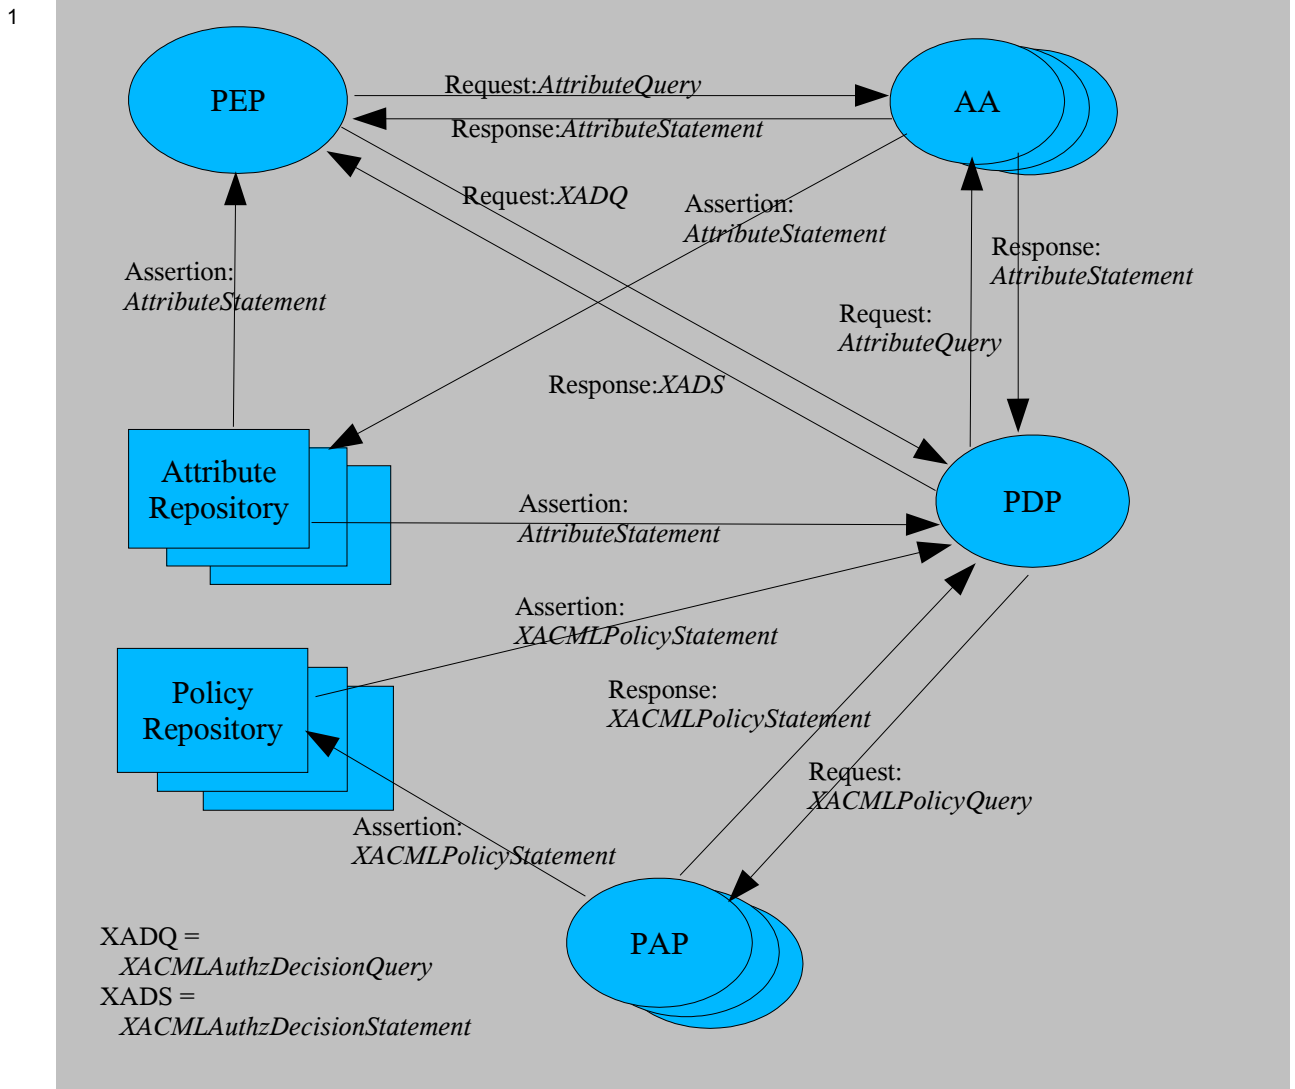 1
PEP
Request:AttributeQuery
AA
Response:AttributeStatement
Request:XADQ
Assertion:
AttributeStatement
Response:
AttributeStatement
Assertion:
AttributeStatement
Request:
AttributeQuery
Response:XADS
Attribute
Repository
Assertion:
AttributeStatement
PDP
Assertion:
XACMLPolicyStatement
Policy
Repository
Response:
XACMLPolicyStatement
Request:
XACMLPolicyQuery
Assertion:
XACMLPolicyStatement
PAP
XADQ =
XACMLAuthzDecisionQuery
XADS =
XACMLAuthzDecisionStatement